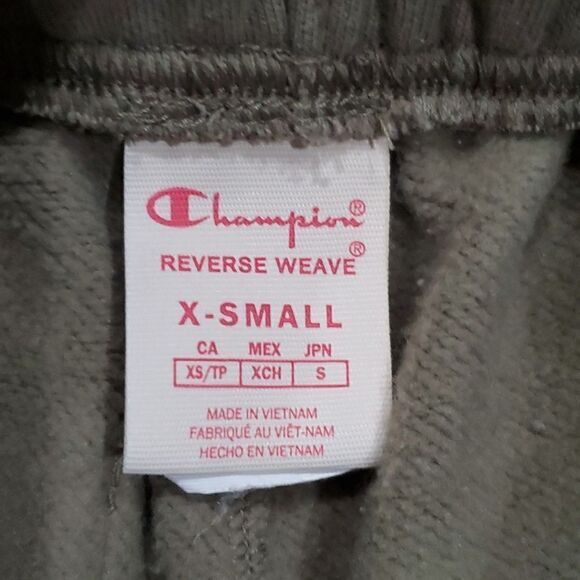 Champion®
REVERSE WEAVE®
X-SMALL
CA MEX JPN
XS/TP XCH S
MADE IN VIETNAM
FABRIQUÉ AU VIÊT-NAM
HECHO EN VIETNAM